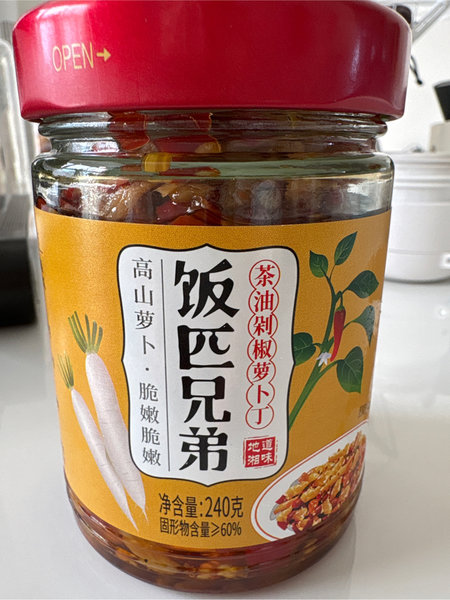 OPEN→
高山萝卜·脆嫩脆嫩
饭匹兄弟
茶油剁椒萝卜丁
地道
湘味
净含量:240克
固形物含量≥60%